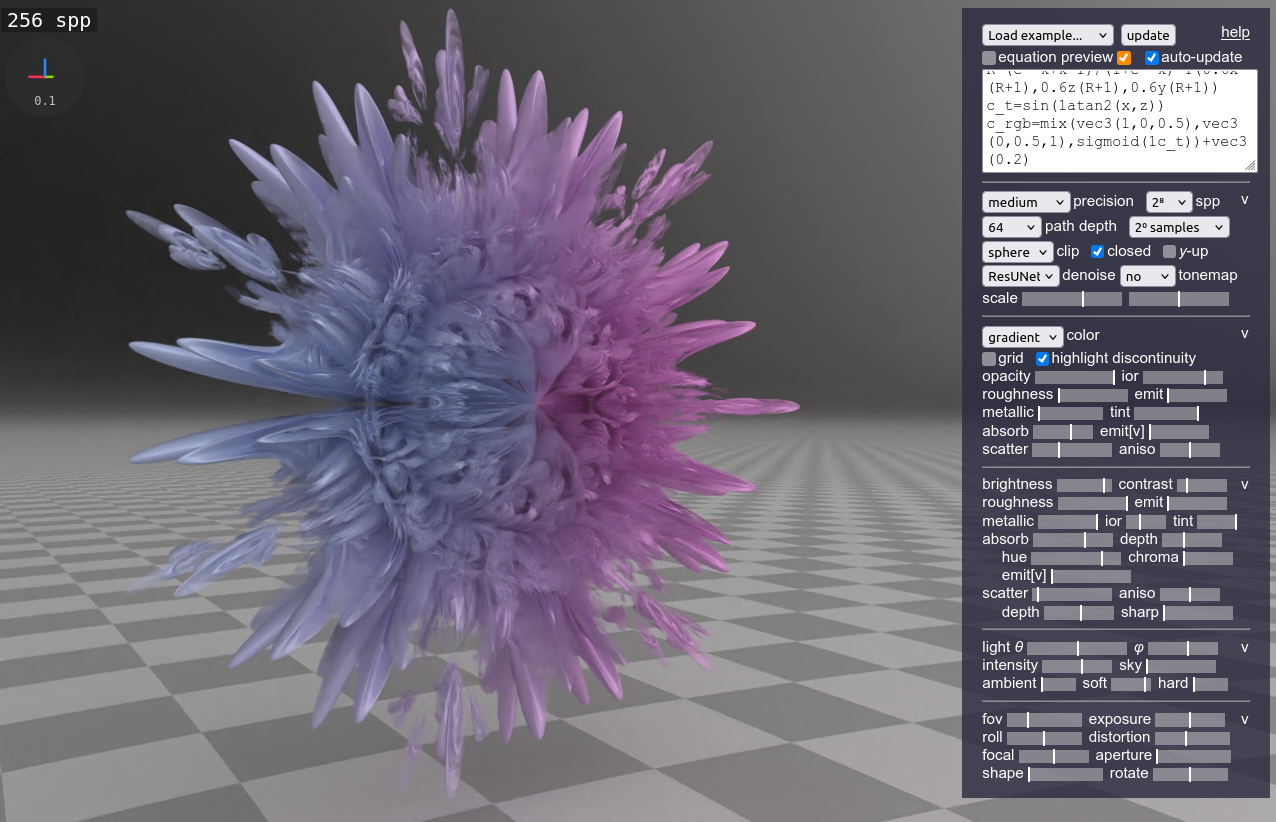 256 spp
0.1
Load example...
update
help
equation preview
auto-update
(R+1),0.6z(R+1),0.6y(R+1))
c_t=sin(1atan2(x,z))
c_rgb=mix(vec3(1,0,0.5),vec3
(0,0.5,1),sigmoid(1c_t))+vec3
(0.2)
medium precision 2⁸ spp v
64 path depth 2⁰ samples
sphere clip closed y-up
ResUNet denoise no tonemap
scale
gradient color v
grid highlight discontinuity
opacity ior
roughness emit
metallic tint
absorb emit[v]
scatter aniso
brightness contrast v
roughness emit
metallic ior tint
absorb depth
hue chroma
emit[v]
scatter aniso
depth sharp
light θ φ v
intensity sky
ambient soft hard
fov exposure v
roll distortion
focal aperture
shape rotate